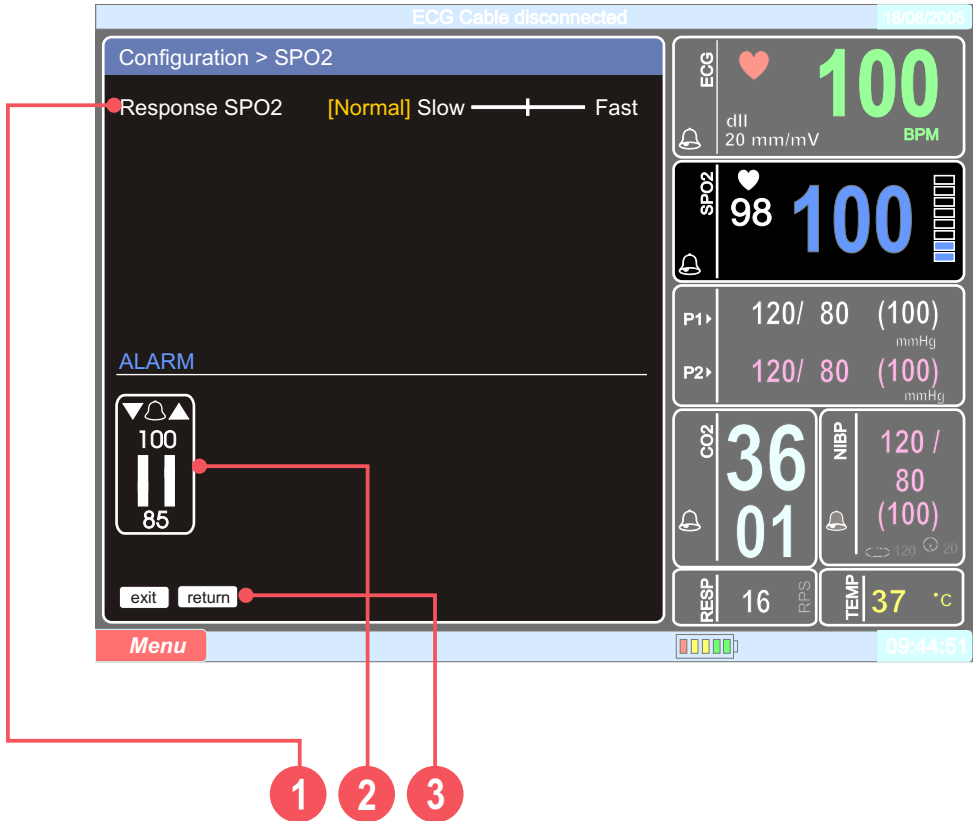 ECG Cable disconnected
18/08/2005
Configuration > SPO2
Response SPO2 [Normal] Slow Fast
ALARM
100
85
exit return
ECG
100
dII
20 mm/mV
BPM
SPO2
98
100
P1 120/ 80 (100)
mmHg
P2 120/ 80 (100)
mmHg
CO2
36
01
NIBP
120 /
80
(100)
120 20
RESP
16
RPS
TEMP
37 °C
Menu
09:44:51
1 2 3